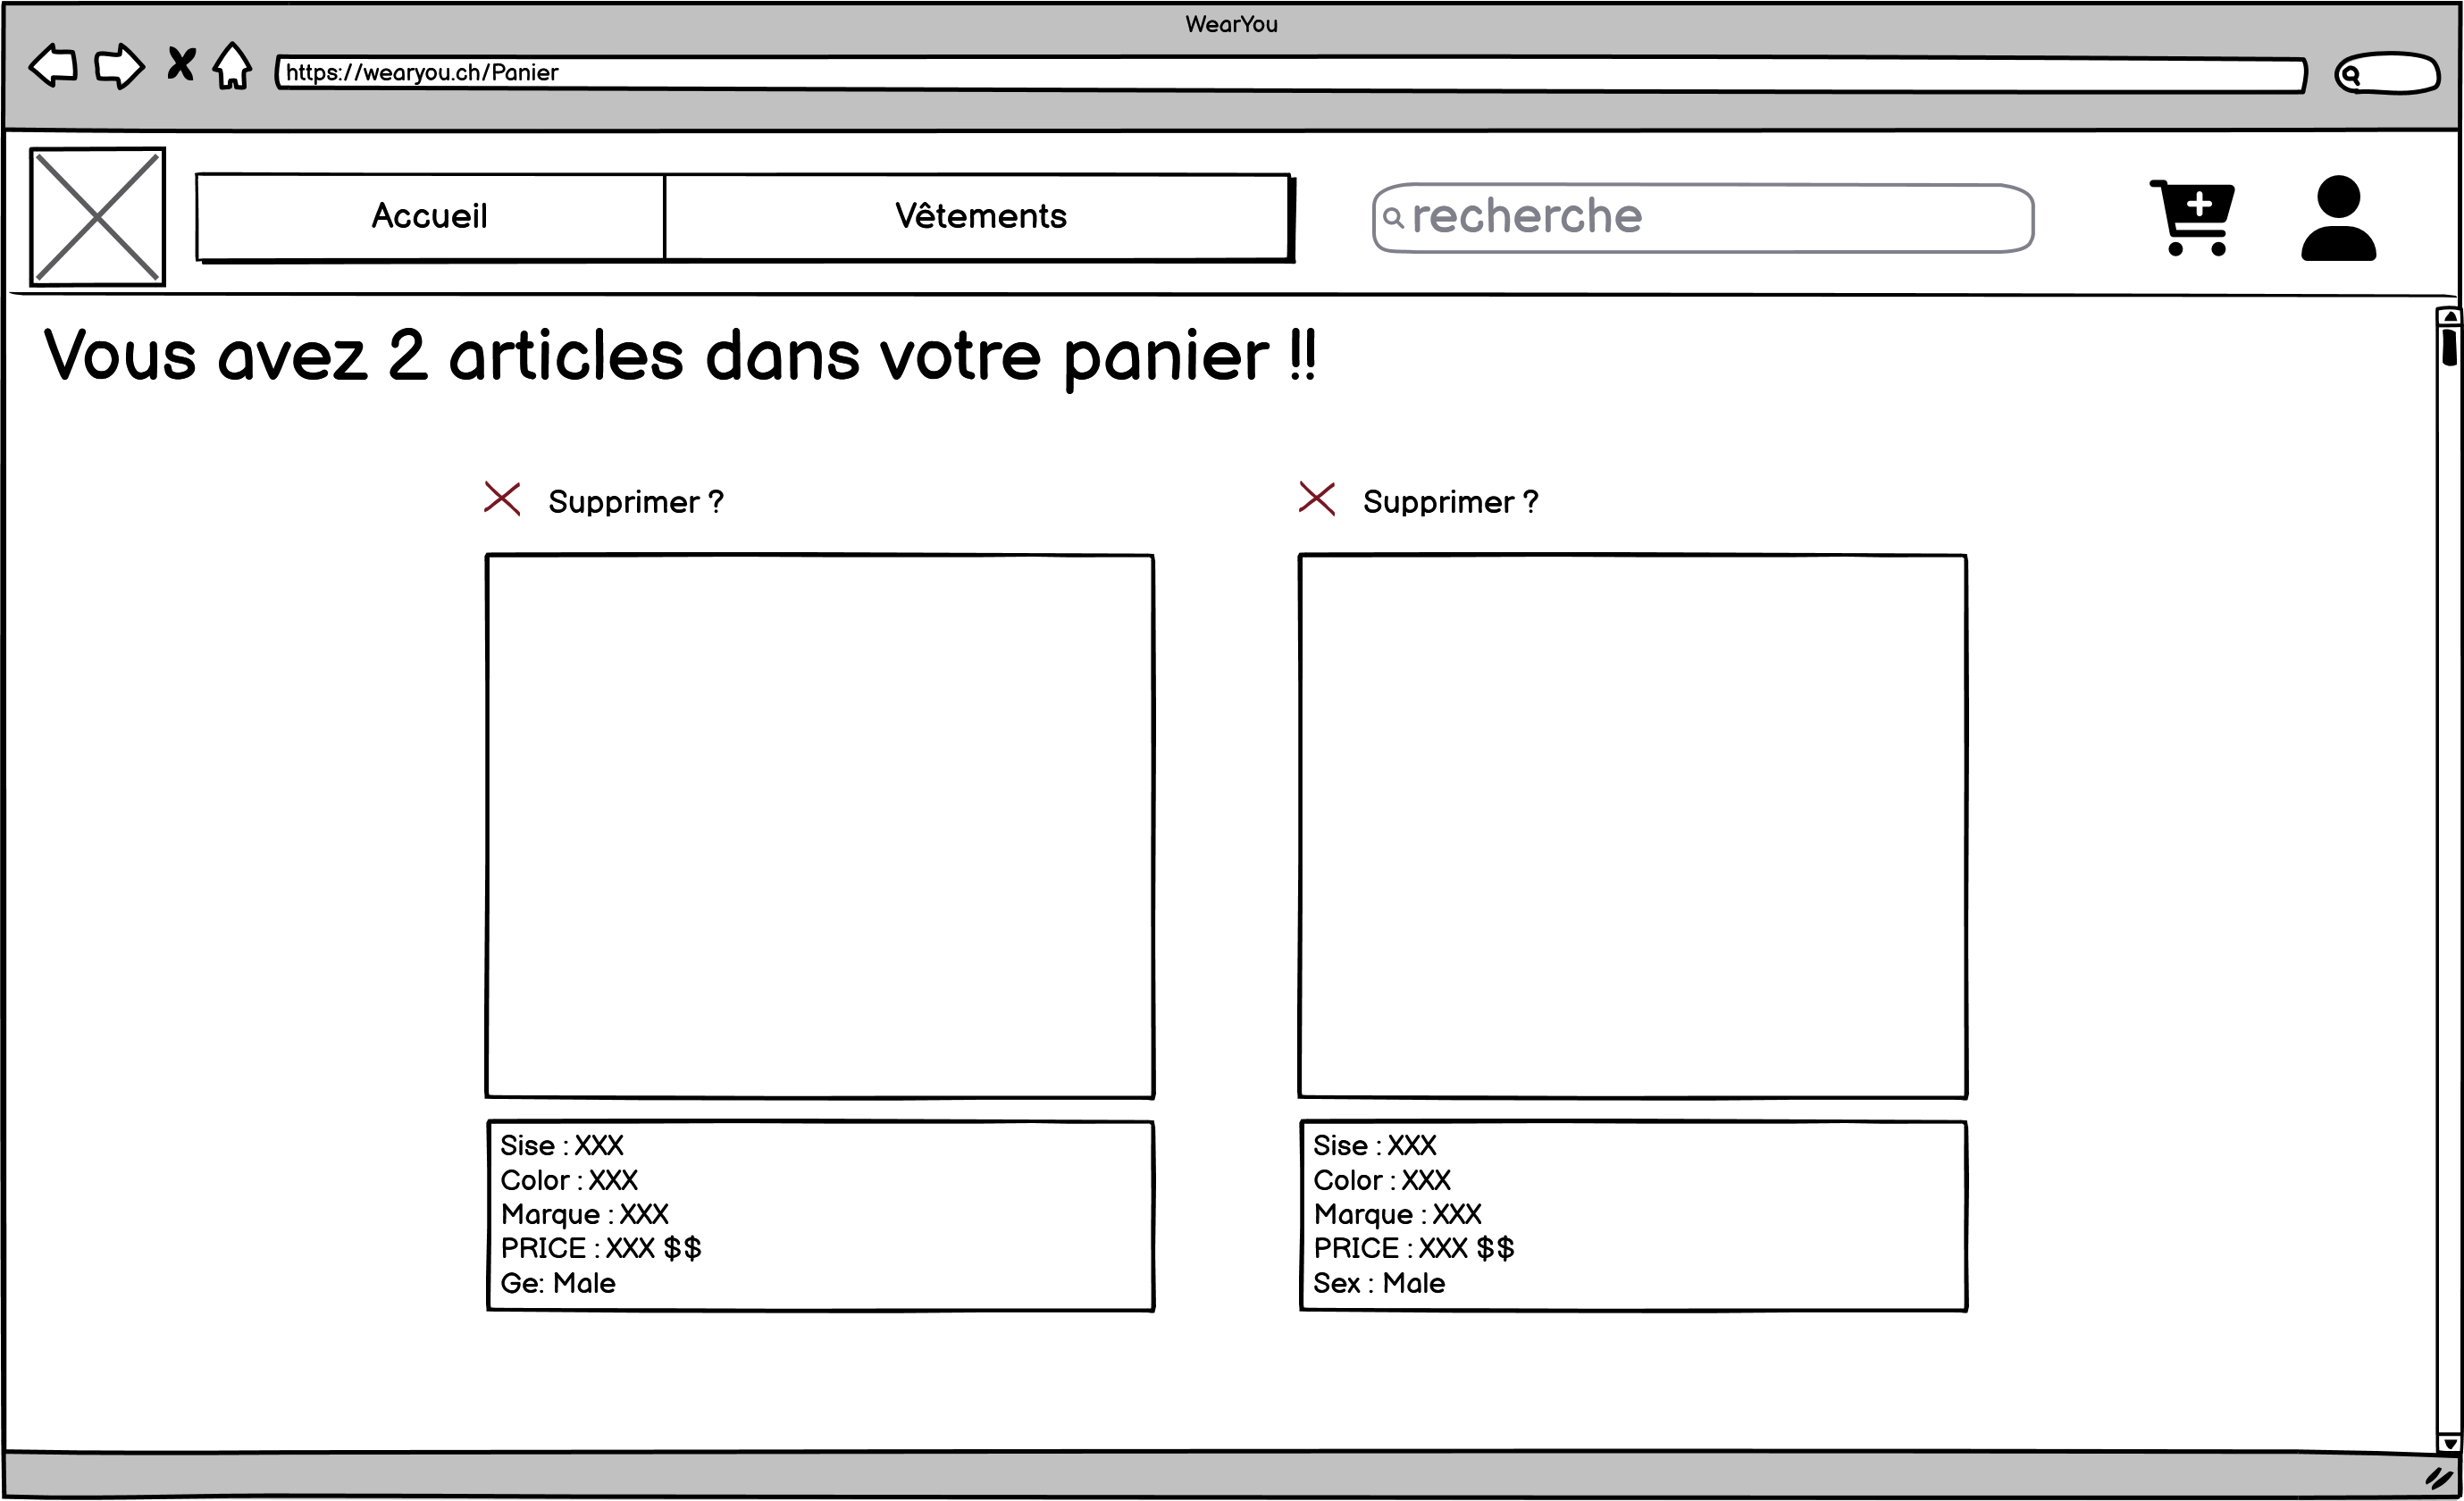 WearYou
https://wearyou.ch/Panier
Accueil
Vêtements
recherche
Vous avez 2 articles dans votre panier !!
Supprimer ?
Supprimer ?
Sise : XXX
Color : XXX
Marque : XXX
PRICE : XXX $$
Ge: Male
Sise : XXX
Color : XXX
Marque : XXX
PRICE : XXX $$
Sex : Male